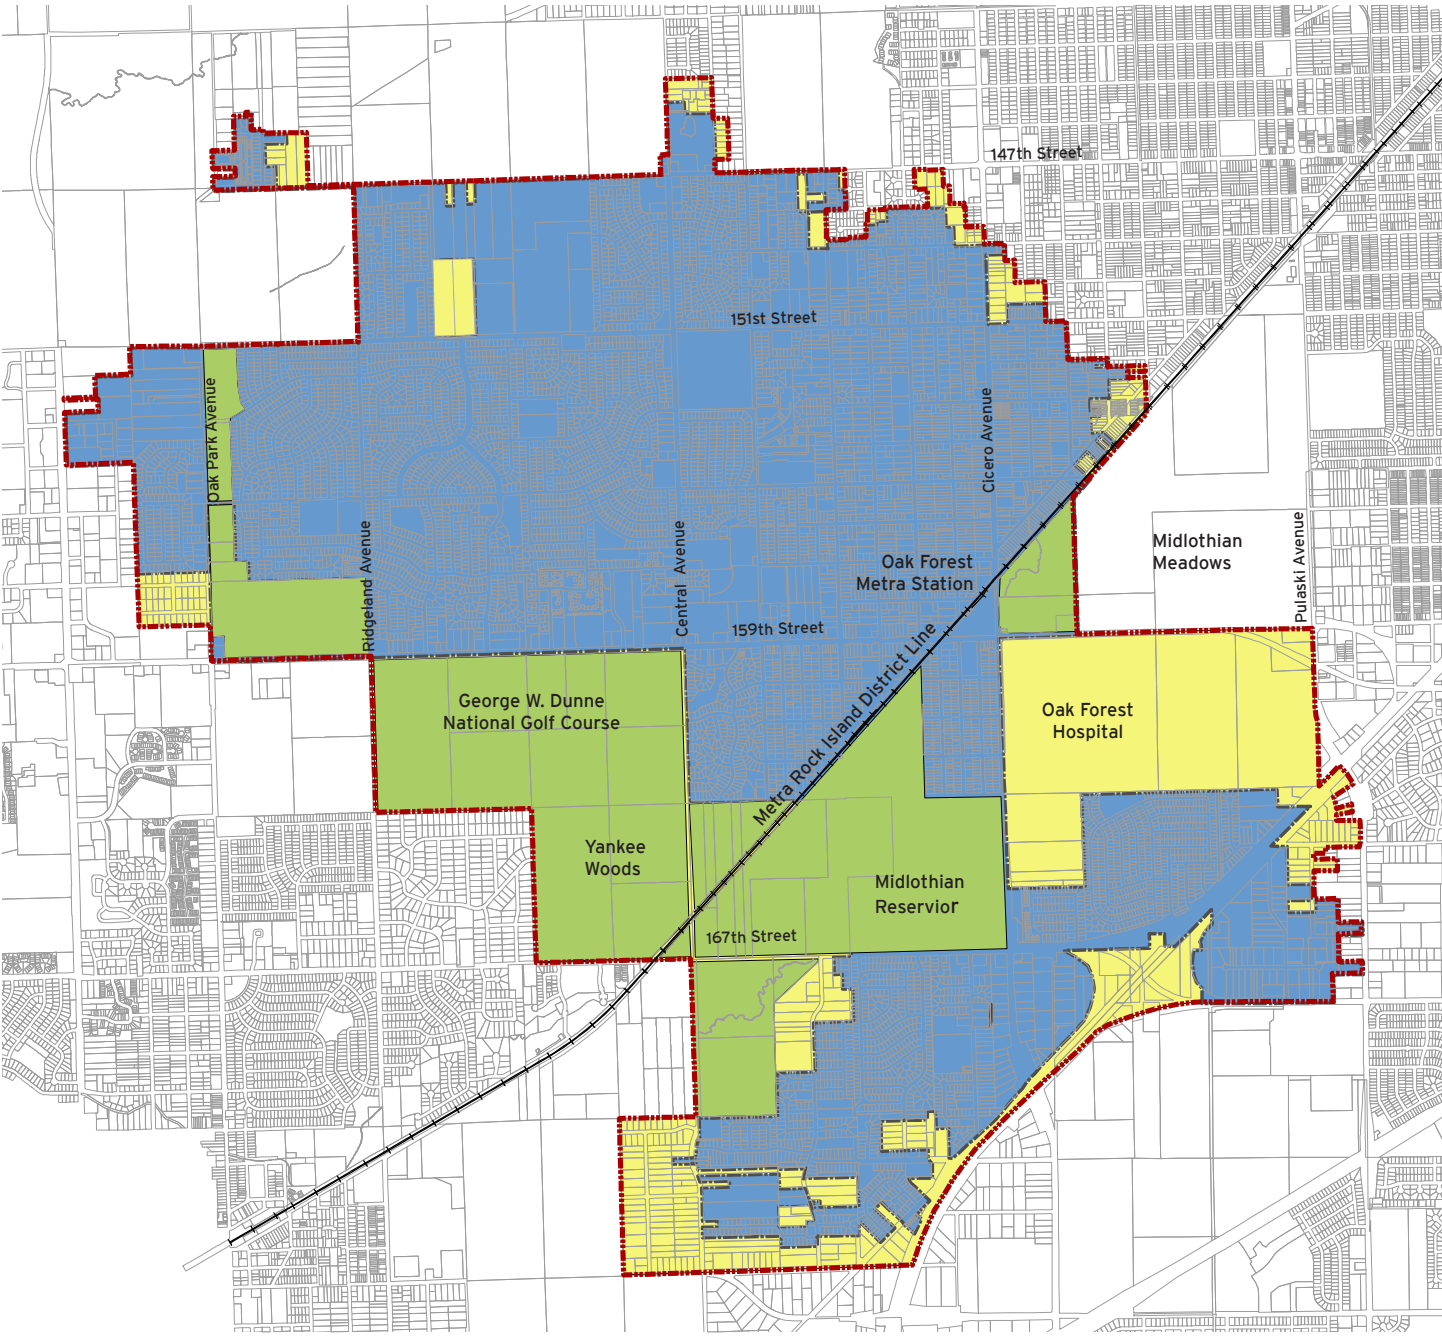 147th Street
151st Street
Oak Park Avenue
Cicero Avenue
Ridgeland Avenue
Central Avenue
Pulaski Avenue
Midlothian
Meadows
Oak Forest
Metra Station
159th Street
Metra Rock Island District Line
George W. Dunne
National Golf Course
Oak Forest
Hospital
Yankee
Woods
Midlothian
Reservior
167th Street